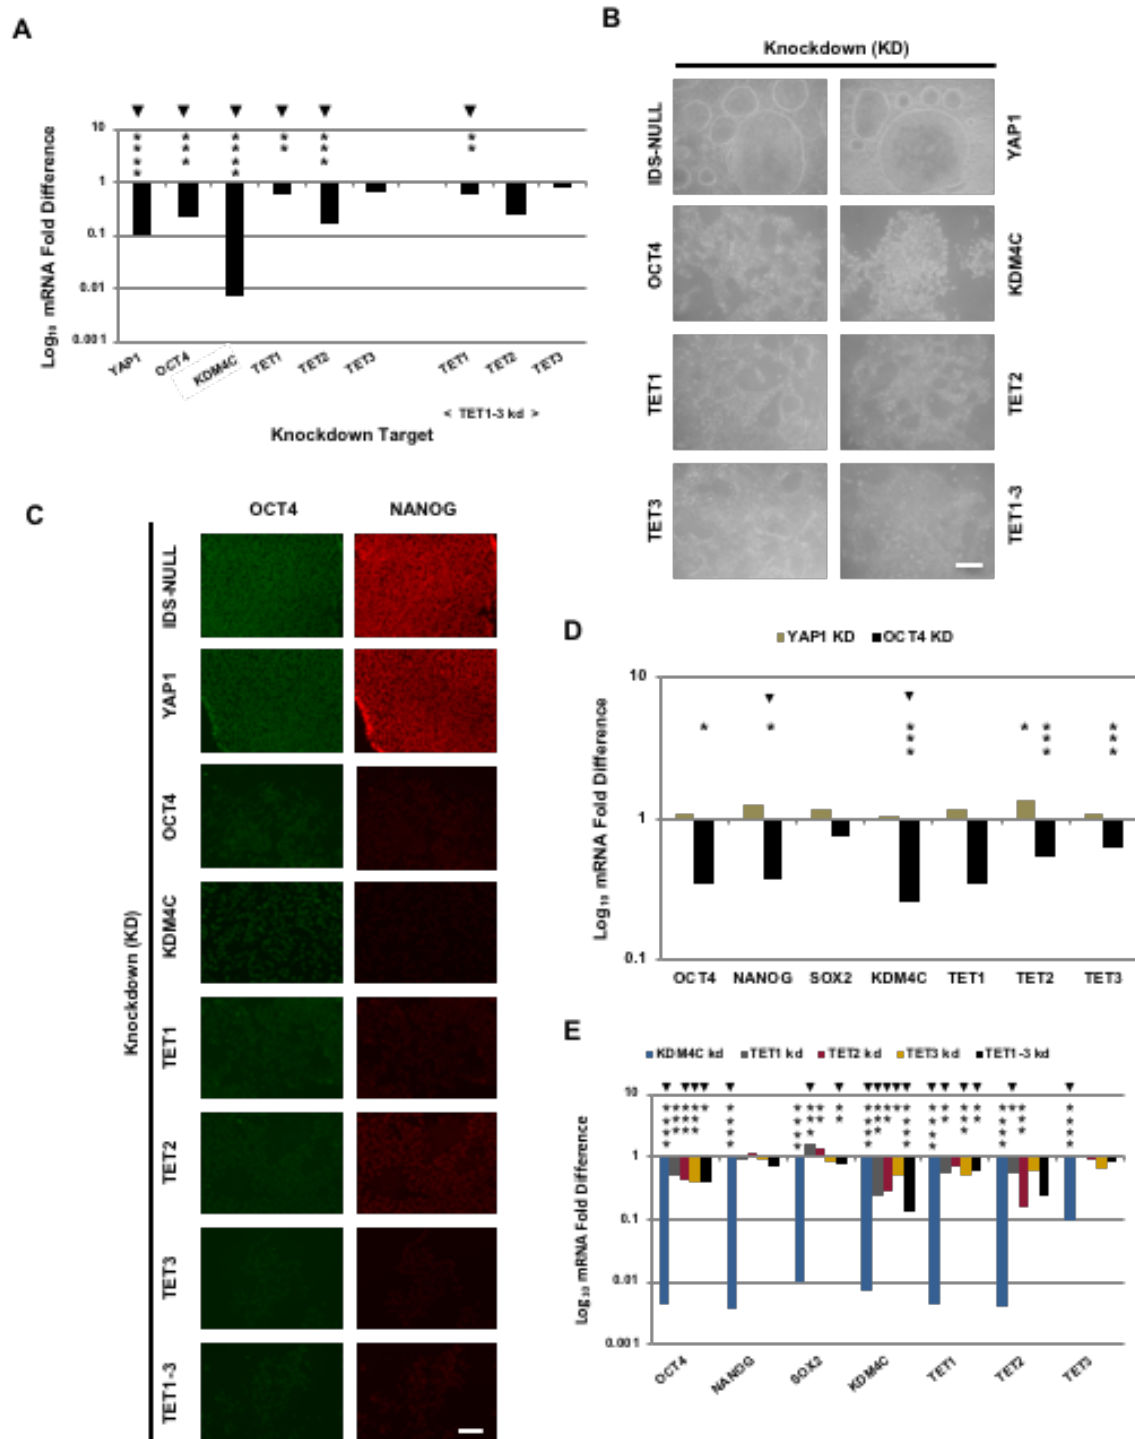 A
Log₁₀ mRNA Fold Difference
10
1
0.1
0.01
0.001
**** *** **** ** *** **
YAP1 OCT4 KDM4C TET1 TET2 TET3 TET1 TET2 TET3
< TET1-3 kd >
Knockdown Target
B
Knockdown (KD)
IDS-NULL YAP1
OCT4 KDM4C
TET1 TET2
TET3 TET1-3
C
OCT4 NANOG
Knockdown (KD)
IDS-NULL
YAP1
OCT4
KDM4C
TET1
TET2
TET3
TET1-3
D
YAP1 KD OCT4 KD
Log₁₀ mRNA Fold Difference
10
1
0.1
* * *** * *** ***
OCT4 NANOG SOX2 KDM4C TET1 TET2 TET3
E
KDM4C kd TET1 kd TET2 kd TET3 kd TET1-3 kd
Log₁₀ mRNA Fold Difference
10
1
0.1
0.01
0.001
OCT4 NANOG SOX2 KDM4C TET1 TET2 TET3